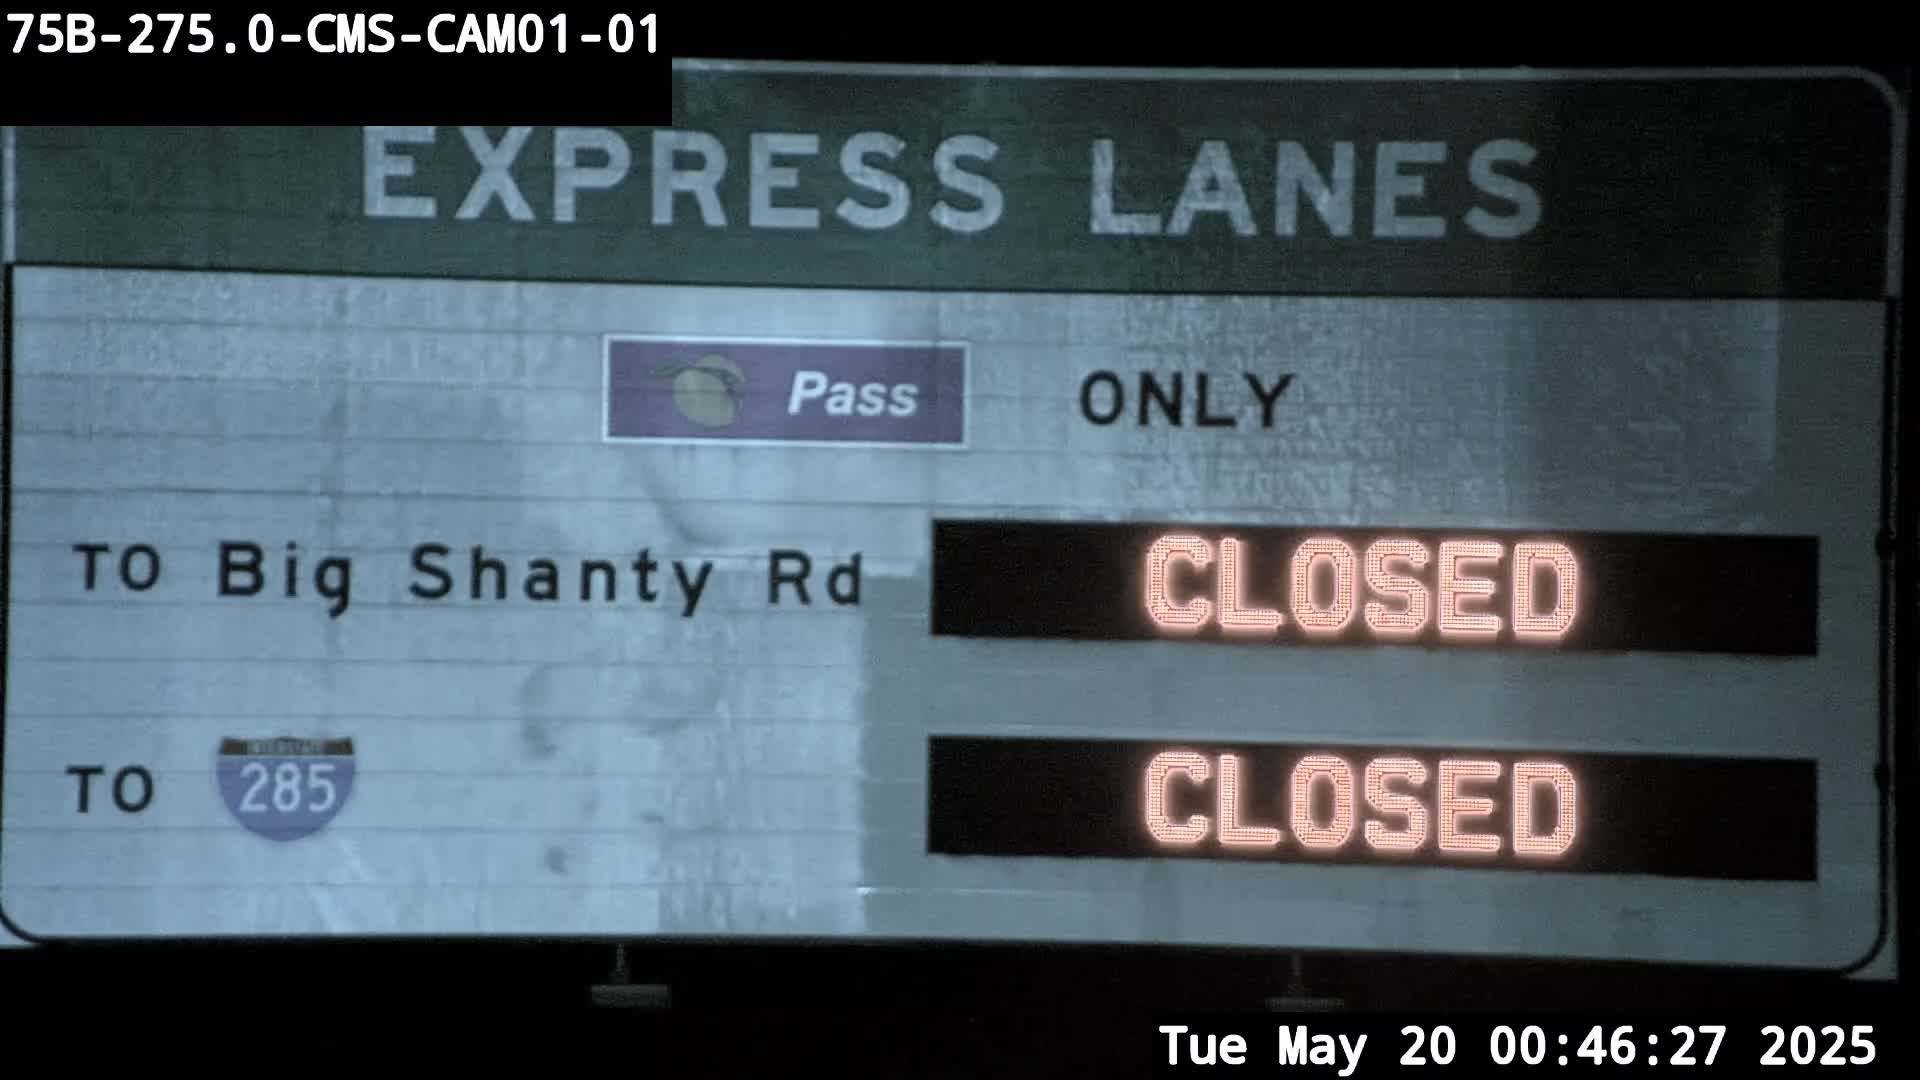 75B-275.0-CMS-CAM01-01
EXPRESS LANES
Pass ONLY
TO Big Shanty Rd CLOSED
TO 285 CLOSED
Tue May 20 00:46:27 2025